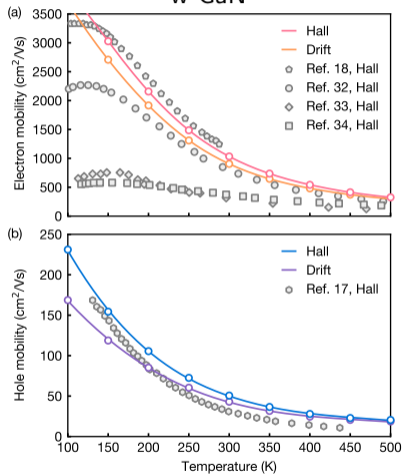 w-GaN
(a)
3500
3000
2500
2000
1500
1000
500
0
Electron mobility (cm²/Vs)
Hall
Drift
Ref. 18, Hall
Ref. 32, Hall
Ref. 33, Hall
Ref. 34, Hall
(b)
250
200
150
100
50
0
Hole mobility (cm²/Vs)
Hall
Drift
Ref. 17, Hall
100 150 200 250 300 350 400 450 500
Temperature (K)